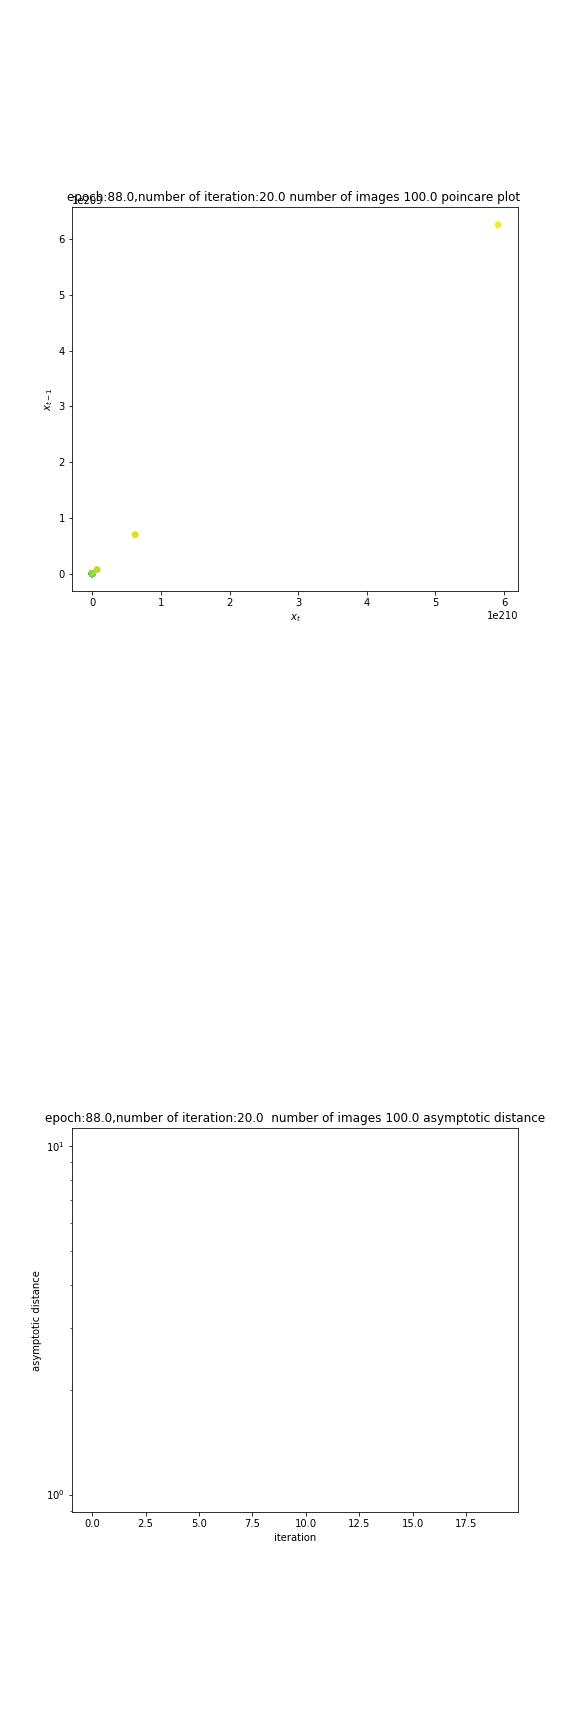 epoch:88.0,number of iteration:20.0 number of images 100.0 poincare plot
6
5
4
3
2
1
0
x_{t-1}
0 1 2 3 4 5 6
1e210
x_t
epoch:88.0,number of iteration:20.0  number of images 100.0 asymptotic distance
10^1
10^0
asymptotic distance
0.0 2.5 5.0 7.5 10.0 12.5 15.0 17.5
iteration